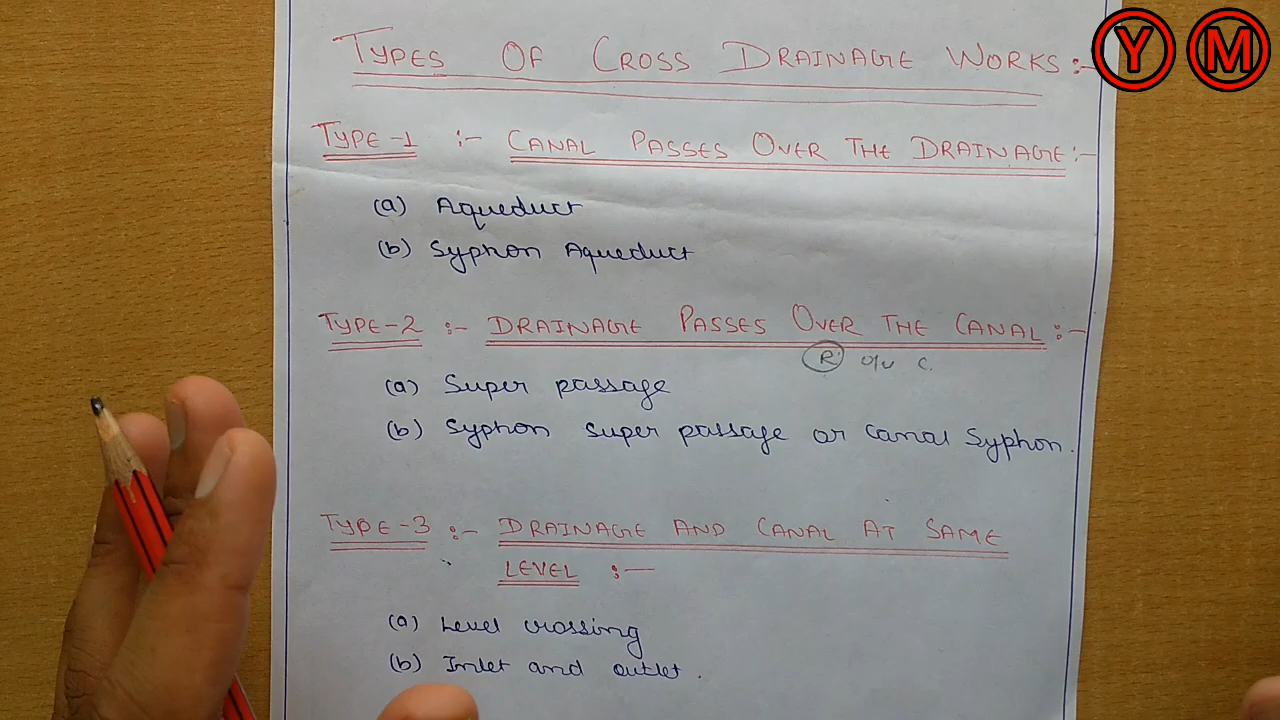 TYPES OF CROSS DRAINAGE WORKS :-
Y M
TYPE-1 :- CANAL PASSES OVER THE DRAINAGE :-
(a) Aqueduct
(b) Syphon Aqueduct
TYPE-2 :- DRAINAGE PASSES OVER THE CANAL :-
R o/v C.
(a) Super passage
(b) Syphon super passage or canal Syphon.
TYPE-3 :- DRAINAGE AND CANAL AT SAME
LEVEL :-
(a) Level crossing
(b) Inlet and outlet.